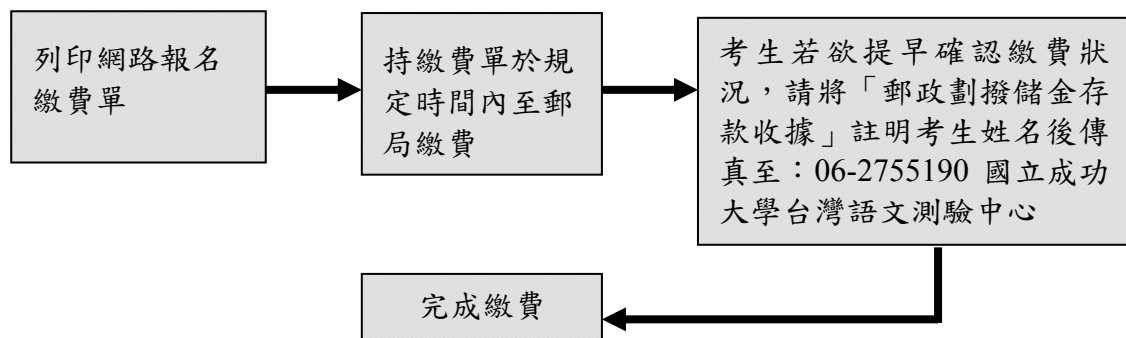 列印網路報名
繳費單
持繳費單於規
定時間內至郵
局繳費
考生若欲提早確認繳費狀
況，請將「郵政劃撥儲金存
款收據」註明考生姓名後傳
真至：06-2755190 國立成功
大學台灣語文測驗中心
完成繳費